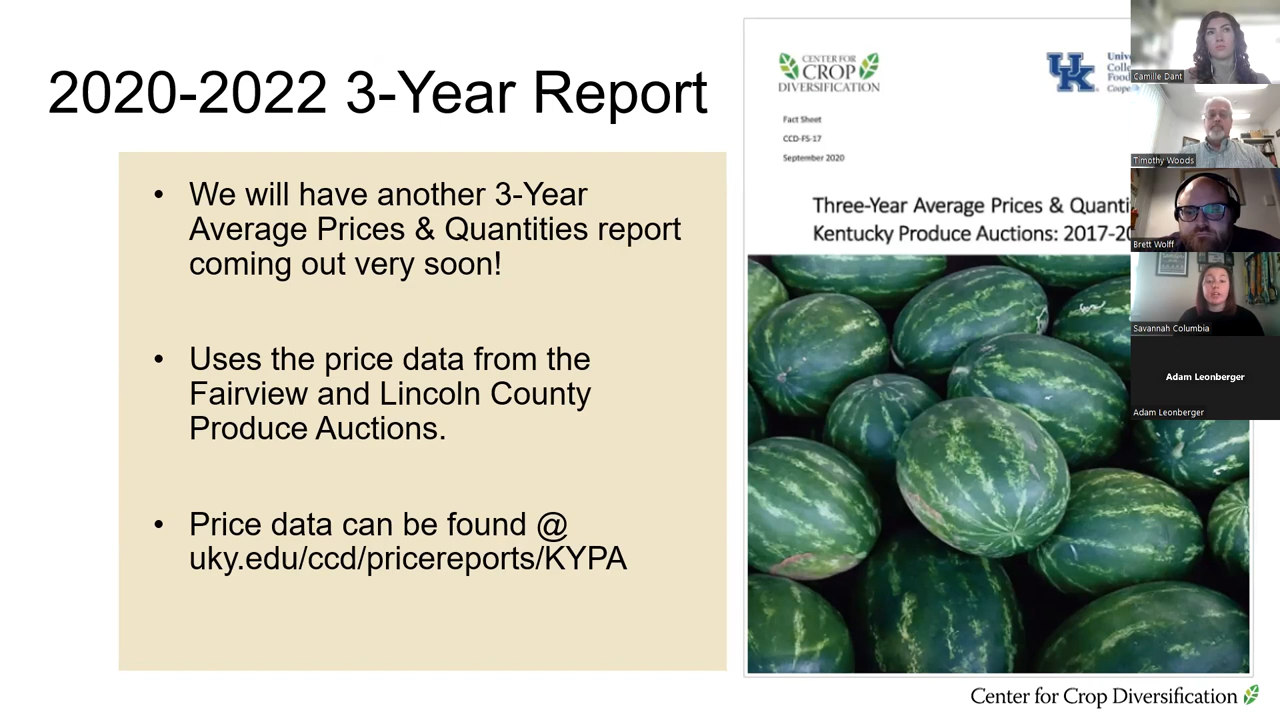 2020-2022 3-Year Report
• We will have another 3-Year
Average Prices & Quantities report
coming out very soon!
• Uses the price data from the
Fairview and Lincoln County
Produce Auctions.
• Price data can be found @
uky.edu/ccd/pricereports/KYPA
CENTER FOR
CROP
DIVERSIFICATION
UK
Fact Sheet
CCD-FS-17
September 2020
Three-Year Average Prices &
Kentucky Produce Auctions:
Camille Dant
Timothy Woods
Brett Wolff
Savannah Columbia
Adam Leonberger
Adam Leonberger
Center for Crop Diversification